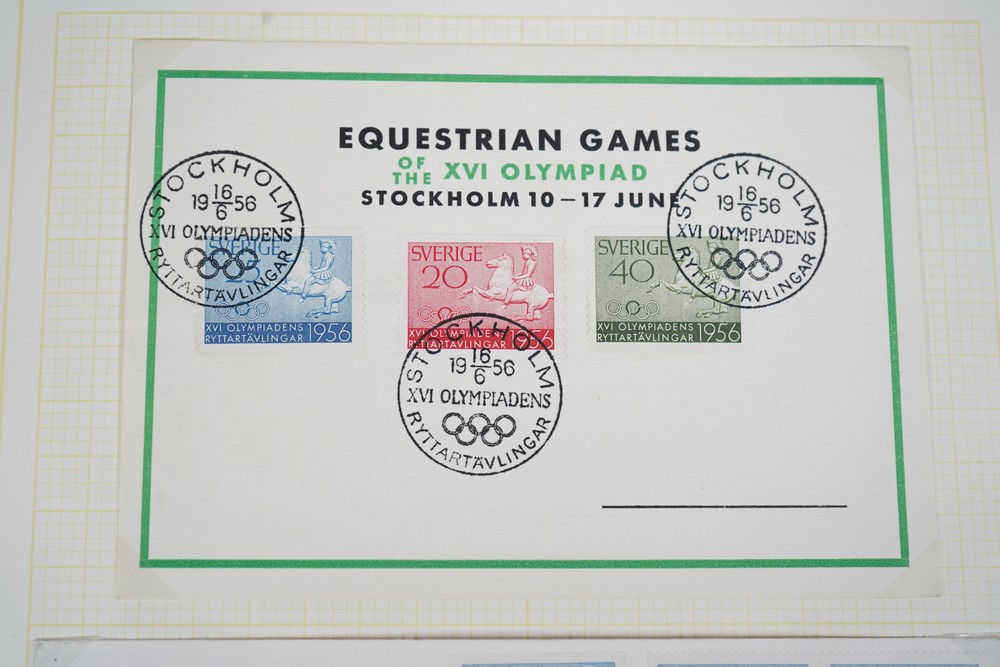 EQUESTRIAN GAMES
OF THE XVI OLYMPIAD
STOCKHOLM 10 – 17 JUNE
STOCKHOLM
19 16/6 56
XVI OLYMPIADENS
RYTTARTÄVLINGAR
SVERIGE
XVI OLYMPIADENS
RYTTARTÄVLINGAR 1956
SVERIGE
20
XVI OLYMPIADENS
RYTTARTÄVLINGAR 1956
STOCKHOLM
19 16/6 56
XVI OLYMPIADENS
RYTTARTÄVLINGAR
SVERIGE
40
XVI OLYMPIADENS
RYTTARTÄVLINGAR 1956
STOCKHOLM
19 16/6 56
XVI OLYMPIADENS
RYTTARTÄVLINGAR